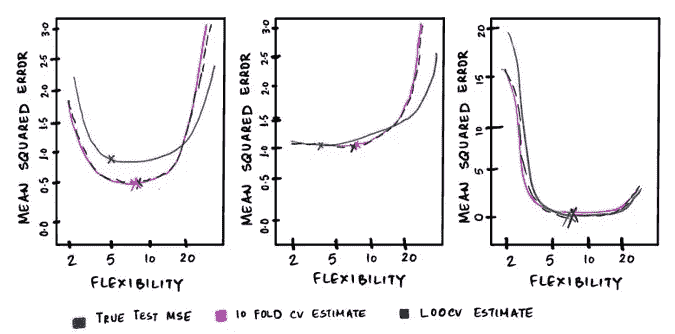 3.0
2.5
2.0
1.5
1.0
0.5
0.0
MEAN SQUARED ERROR
2 5 10 20
FLEXIBILITY
3.0
2.5
2.0
1.5
1.0
0.5
0.0
MEAN SQUARED ERROR
2 5 10 20
FLEXIBILITY
20
15
10
5
0
MEAN SQUARED ERROR
2 5 10 20
FLEXIBILITY
TRUE TEST MSE
10 FOLD CV ESTIMATE
LOOCV ESTIMATE